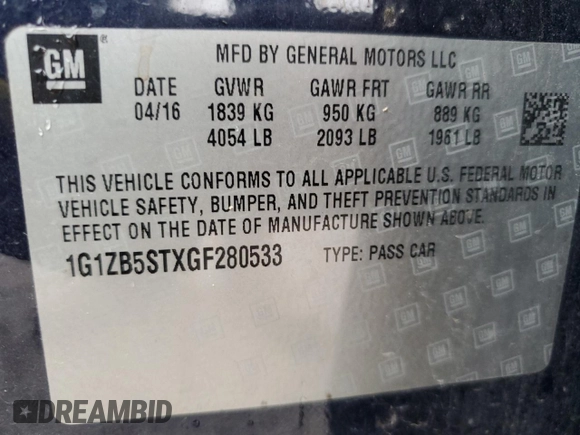 GM ® MFD BY GENERAL MOTORS LLC
DATE GVWR GAWR FRT GAWR RR
04/16 1839 KG 950 KG 889 KG
4054 LB 2093 LB 1961 LB
THIS VEHICLE CONFORMS TO ALL APPLICABLE U.S. FEDERAL MOTOR
VEHICLE SAFETY, BUMPER, AND THEFT PREVENTION STANDARDS IN
EFFECT ON THE DATE OF MANUFACTURE SHOWN ABOVE.
1G1ZB5STXGF280533 TYPE: PASS CAR
DREAMBID